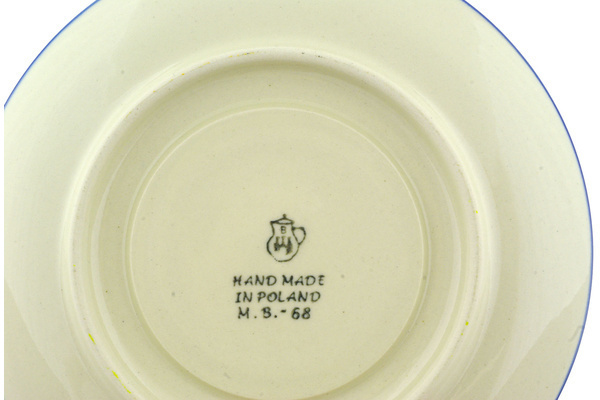 B
HAND MADE
IN POLAND
M.B.-68